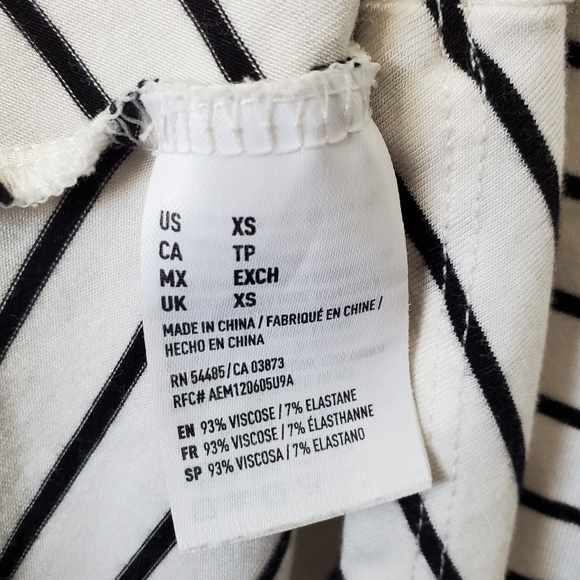 US XS
CA TP
MX EXCH
UK XS
MADE IN CHINA / FABRIQUÉ EN CHINE /
HECHO EN CHINA
RN 54485 / CA 03873
RFC# AEM120605U9A
EN 93% VISCOSE / 7% ELASTANE
FR 93% VISCOSE / 7% ÉLASTHANNE
SP 93% VISCOSA / 7% ELASTANO